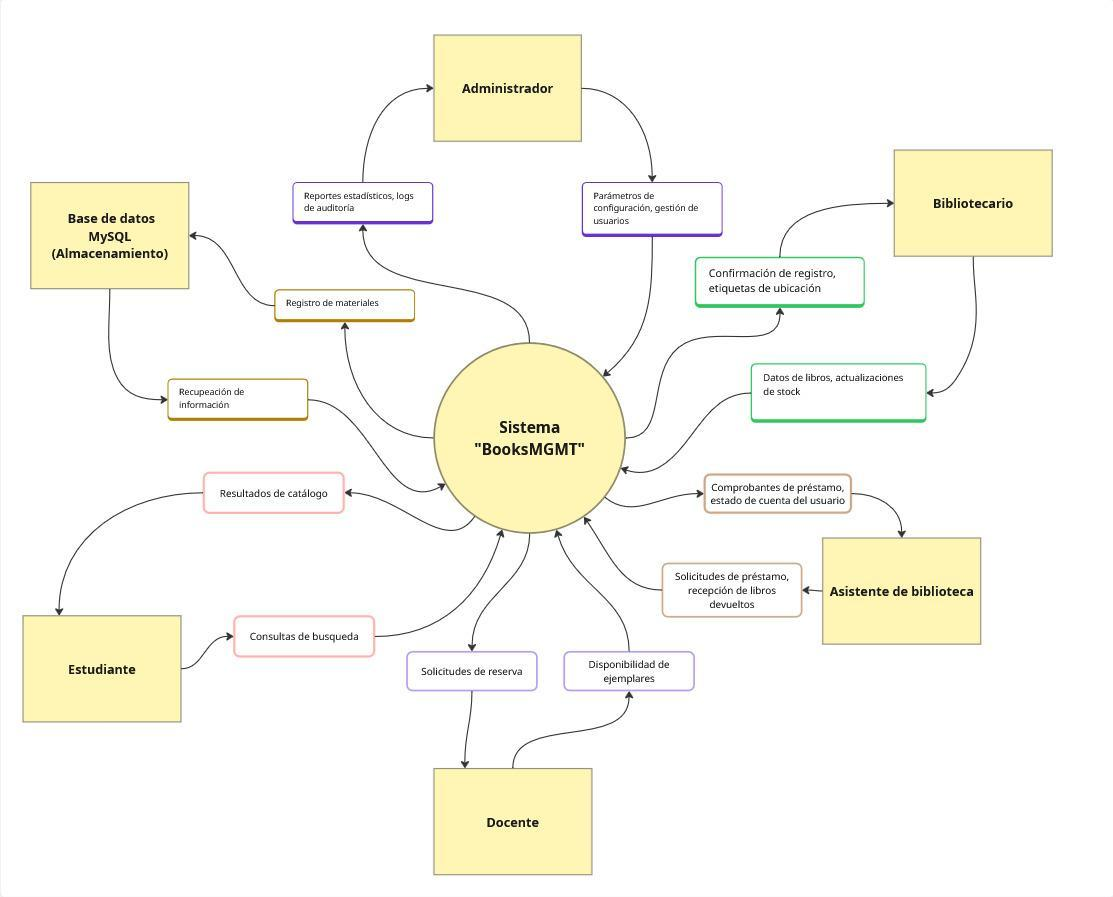 Administrador
Reportes estadísticos, logs
de auditoría
Parámetros de
configuración, gestión de
usuarios
Bibliotecario
Base de datos
MySQL
(Almacenamiento)
Confirmación de registro,
etiquetas de ubicación
Registro de materiales
Datos de libros, actualizaciones
de stock
Recupeación de
información
Sistema
"BooksMGMT"
Resultados de catálogo
Comprobantes de préstamo,
estado de cuenta del usuario
Solicitudes de préstamo,
recepción de libros
devueltos
Asistente de biblioteca
Consultas de busqueda
Estudiante
Solicitudes de reserva
Disponibilidad de
ejemplares
Docente